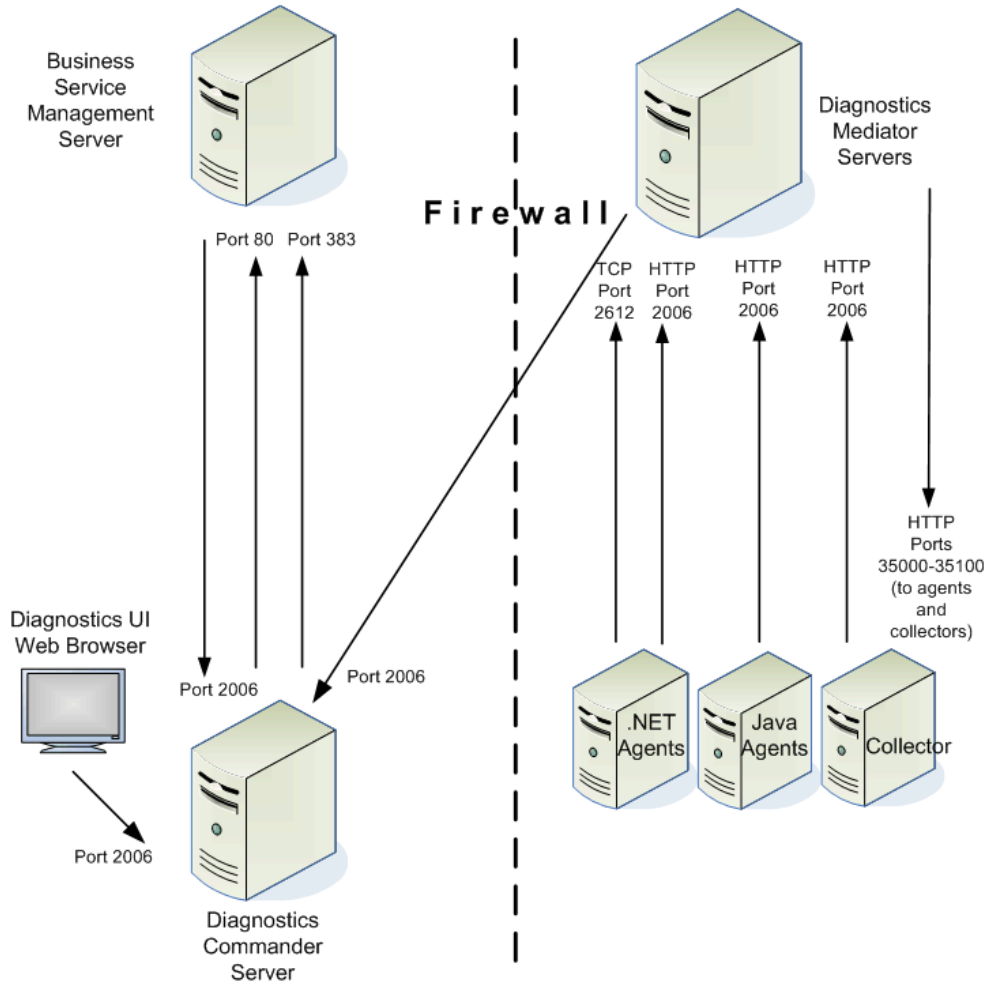 Business
Service
Management
Server
Diagnostics
Mediator
Servers
F i r e w a l l
Port 80
Port 383
TCP
Port
2612
HTTP
Port
2006
HTTP
Port
2006
HTTP
Port
2006
HTTP
Ports
35000-35100
(to agents
and
collectors)
Diagnostics UI
Web Browser
Port 2006
Port 2006
.NET
Agents
Java
Agents
Collector
Port 2006
Diagnostics
Commander
Server